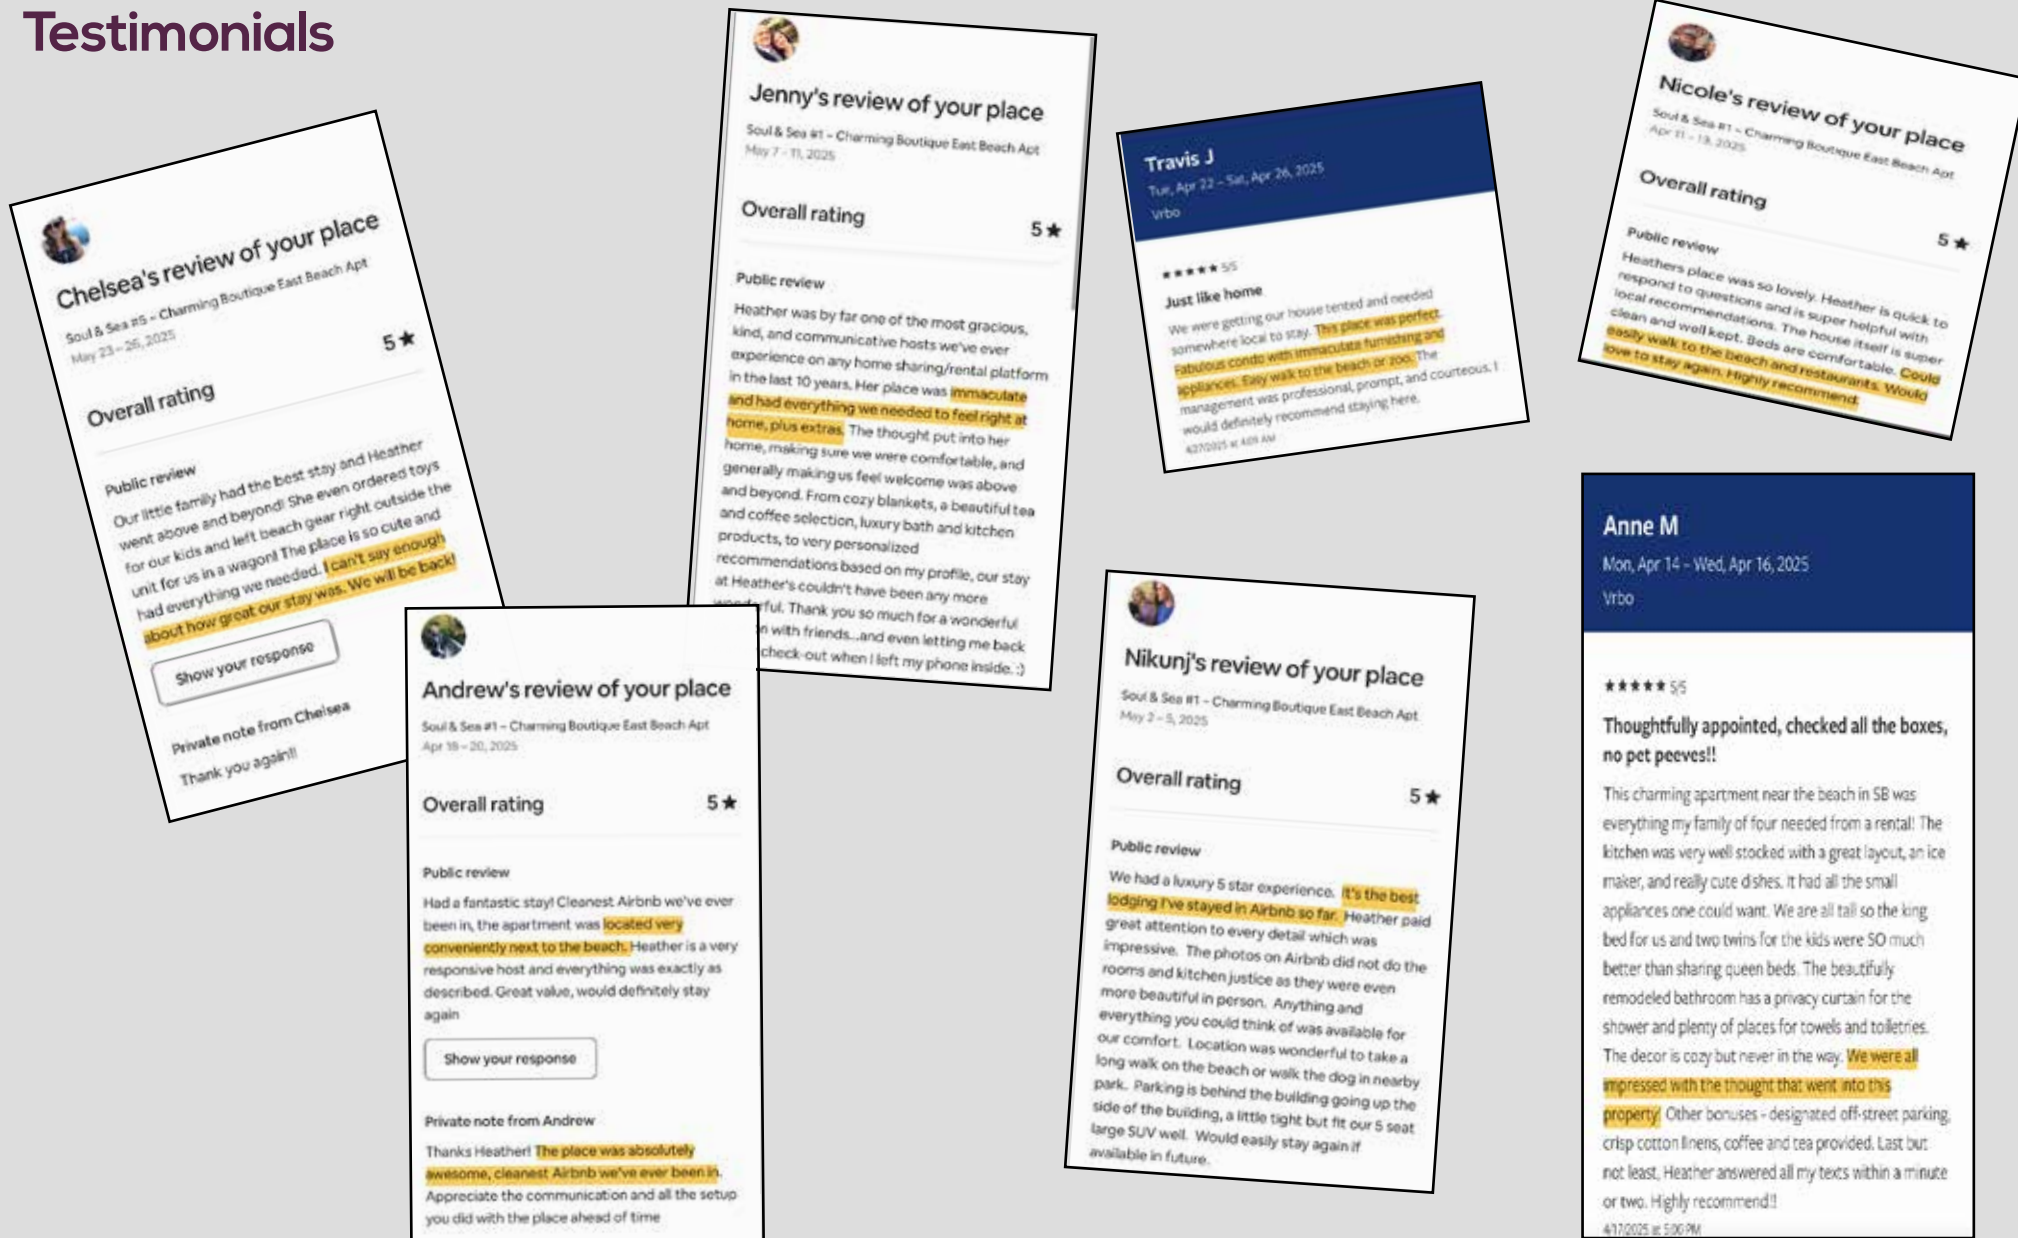 Testimonials
Chelsea's review of your place
Soul & Sea #5 – Charming Boutique East Beach Apt
May 23 – 26, 2025
5 ★
Overall rating
Public review
Our little family had the best stay and Heather
went above and beyond! She even ordered toys
for our kids and left beach gear right outside the
unit for us in a wagon! The place is so cute and
had everything we needed. I can't say enough
about how great our stay was. We will be back!
Show your response
Private note from Chelsea
Thank you again!!
Andrew's review of your place
Soul & Sea #1 – Charming Boutique East Beach Apt
Apr 18 – 20, 2025
Overall rating 5 ★
Public review
Had a fantastic stay! Cleanest Airbnb we've ever
been in, the apartment was located very
conveniently next to the beach. Heather is a very
responsive host and everything was exactly as
described. Great value, would definitely stay
again
Show your response
Private note from Andrew
Thanks Heather! The place was absolutely
awesome, cleanest Airbnb we've ever been in.
Appreciate the communication and all the setup
you did with the place ahead of time
Jenny's review of your place
Soul & Sea #1 – Charming Boutique East Beach Apt
May 7 – 11, 2025
Overall rating 5 ★
Public review
Heather was by far one of the most gracious,
kind, and communicative hosts we've ever
experience on any home sharing/rental platform
in the last 10 years. Her place was immaculate
and had everything we needed to feel right at
home, plus extras. The thought put into her
home, making sure we were comfortable, and
generally making us feel welcome was above
and beyond. From cozy blankets, a beautiful tea
and coffee selection, luxury bath and kitchen
products, to very personalized
recommendations based on my profile, our stay
at Heather's couldn't have been any more
wonderful. Thank you so much for a wonderful
with friends...and even letting me back
check-out when I left my phone inside. :)
Travis J
Tue, Apr 22 – Sat, Apr 26, 2025
Vrbo
★★★★★ 5/5
Just like home
We were getting our house tented and needed
somewhere local to stay. This place was perfect.
Fabulous condo with immaculate furnishing and
appliances. Easy walk to the beach or zoo. The
management was professional, prompt, and courteous. I
would definitely recommend staying here.
4/27/2025 at 4:09 AM
Nikunj's review of your place
Soul & Sea #1 – Charming Boutique East Beach Apt
May 2 – 5, 2025
Overall rating 5 ★
Public review
We had a luxury 5 star experience. It's the best
lodging I've stayed in Airbnb so far. Heather paid
great attention to every detail which was
impressive. The photos on Airbnb did not do the
rooms and kitchen justice as they were even
more beautiful in person. Anything and
everything you could think of was available for
our comfort. Location was wonderful to take a
long walk on the beach or walk the dog in nearby
park. Parking is behind the building going up the
side of the building, a little tight but fit our 5 seat
large SUV well. Would easily stay again if
available in future.
Nicole's review of your place
Soul & Sea #1 – Charming Boutique East Beach Apt
Apr 11 – 13, 2025
Overall rating
5 ★
Public review
Heathers place was so lovely. Heather is quick to
respond to questions and is super helpful with
local recommendations. The house itself is super
clean and well kept. Beds are comfortable. Could
easily walk to the beach and restaurants. Would
love to stay again. Highly recommend.
Anne M
Mon, Apr 14 – Wed, Apr 16, 2025
Vrbo
★★★★★ 5/5
Thoughtfully appointed, checked all the boxes,
no pet peeves!!
This charming apartment near the beach in SB was
everything my family of four needed from a rental! The
kitchen was very well stocked with a great layout, an ice
maker, and really cute dishes. It had all the small
appliances one could want. We are all tall so the king
bed for us and two twins for the kids were SO much
better than sharing queen beds. The beautifully
remodeled bathroom has a privacy curtain for the
shower and plenty of places for towels and toiletries.
The decor is cozy but never in the way. We were all
impressed with the thought that went into this
property! Other bonuses - designated off-street parking,
crisp cotton linens, coffee and tea provided. Last but
not least, Heather answered all my texts within a minute
or two. Highly recommend!!
4/17/2025 at 5:00 PM